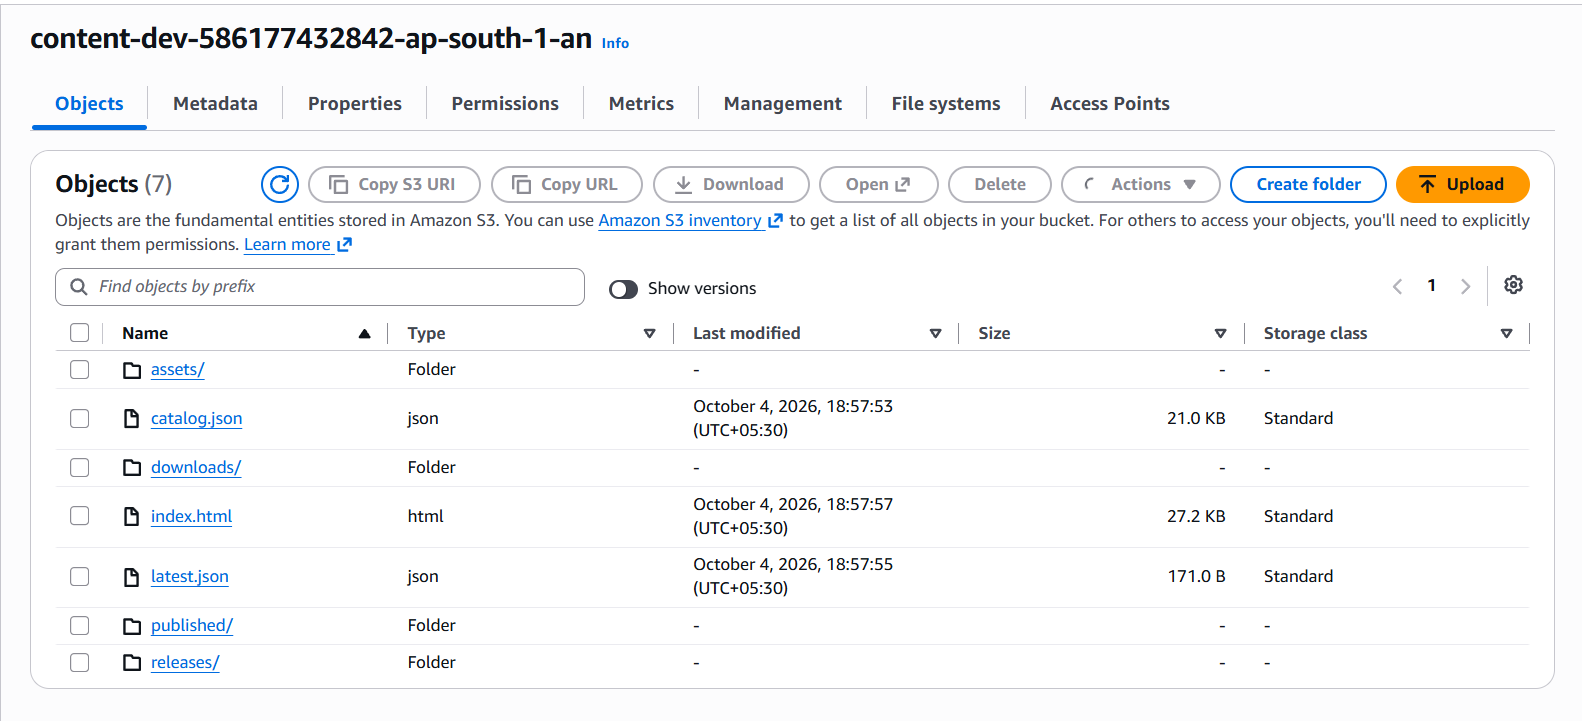 content-dev-586177432842-ap-south-1-an Info
Objects Metadata Properties Permissions Metrics Management File systems Access Points
Objects (7) Copy S3 URI Copy URL Download Open Delete Actions Create folder Upload
Objects are the fundamental entities stored in Amazon S3. You can use Amazon S3 inventory to get a list of all objects in your bucket. For others to access your objects, you'll need to explicitly
grant them permissions. Learn more
Find objects by prefix Show versions 1
Name Type Last modified Size Storage class
assets/ Folder - - -
catalog.json json October 4, 2026, 18:57:53 (UTC+05:30) 21.0 KB Standard
downloads/ Folder - - -
index.html html October 4, 2026, 18:57:57 (UTC+05:30) 27.2 KB Standard
latest.json json October 4, 2026, 18:57:55 (UTC+05:30) 171.0 B Standard
published/ Folder - - -
releases/ Folder - - -